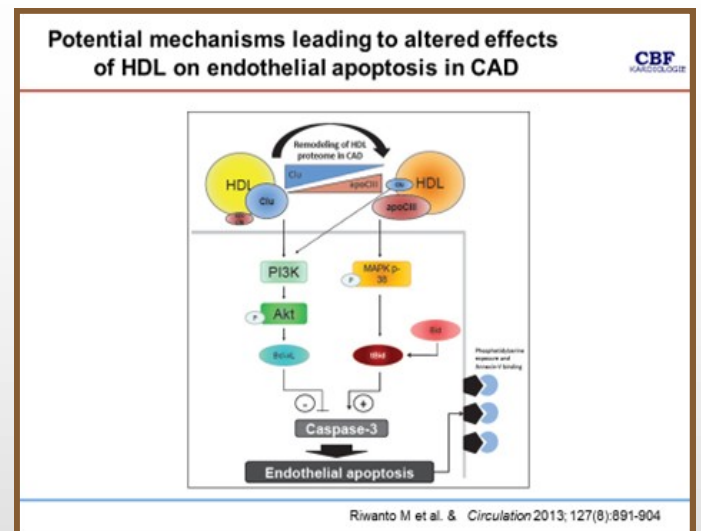 Potential mechanisms leading to altered effects
of HDL on endothelial apoptosis in CAD
CBF
KARDIOLOGIE
Remodeling of HDL
proteome in CAD
HDL
Clu
Clu
apoCIII
Clu
HDL
apoCIII
PI3K
MAPK p-
38
P
P
Akt
Bid
Bcl-xL
tBid
Phosphatidylserine
exposure and
Annexin-V binding
-
+
Caspase-3
Endothelial apoptosis
Riwanto M et al. & Circulation 2013; 127(8):891-904